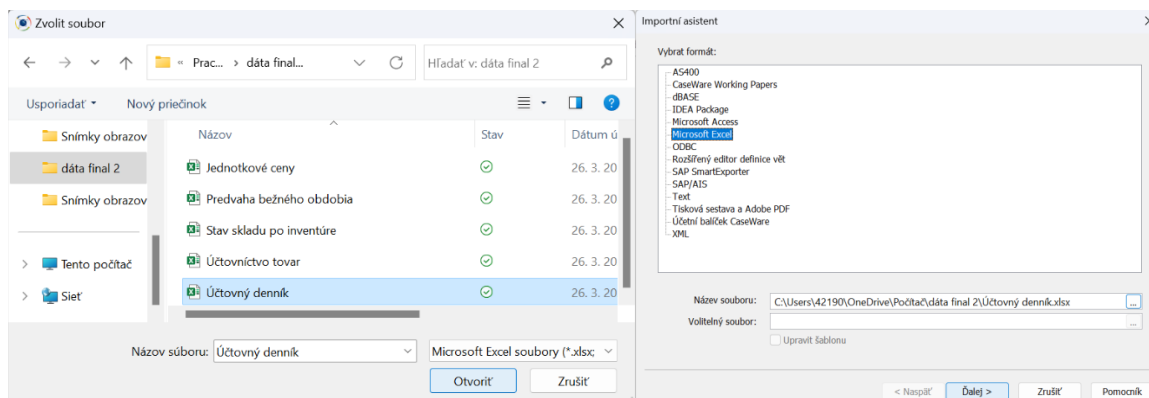 Zvolit soubor
Prac... > dáta final...
Hľadať v: dáta final 2
Usporiadať
Nový priečinok
Názov
Stav
Dátum ú
Snímky obrazov
dáta final 2
Snímky obrazov
Tento počítač
Sieť
Jednotkové ceny
26. 3. 20
Predvaha bežného obdobia
26. 3. 20
Stav skladu po inventúre
26. 3. 20
Účtovníctvo tovar
26. 3. 20
Účtovný denník
26. 3. 20
Názov súboru: Účtovný denník
Microsoft Excel soubory (*.xlsx;
Otvoriť
Zrušiť
Importní asistent
Vybrat formát:
AS400
CaseWare Working Papers
dBASE
IDEA Package
Microsoft Access
Microsoft Excel
ODBC
Rozšířený editor definice vět
SAP SmartExporter
SAP/AIS
Text
Tisková sestava a Adobe PDF
Účetní balíček CaseWare
XML
Název souboru: C:\Users\42190\OneDrive\Počítač\dáta final 2\Účtovný denník.xlsx
...
Volitelný soubor:
...
Upravit šablonu
< Naspäť
Ďalej >
Zrušiť
Pomocník